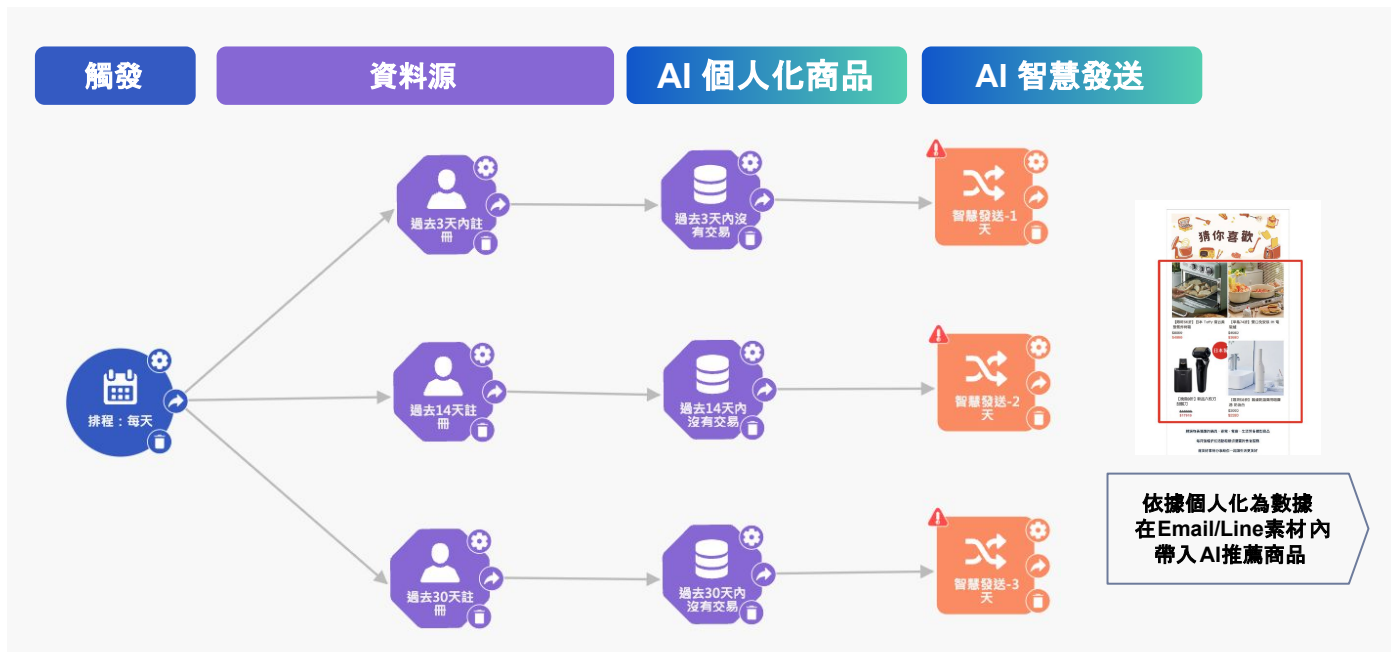 觸發
資料源
AI 個人化商品
AI 智慧發送
過去3天內註
冊
過去3天內沒
有交易
智慧發送-1
天
猜你喜歡
排程：每天
過去14天註
冊
過去14天內
沒有交易
智慧發送-2
天
日本製
過去30天註
冊
過去30天內
沒有交易
智慧發送-3
天
依據個人化為數據
在Email/Line素材內
帶入AI推薦商品